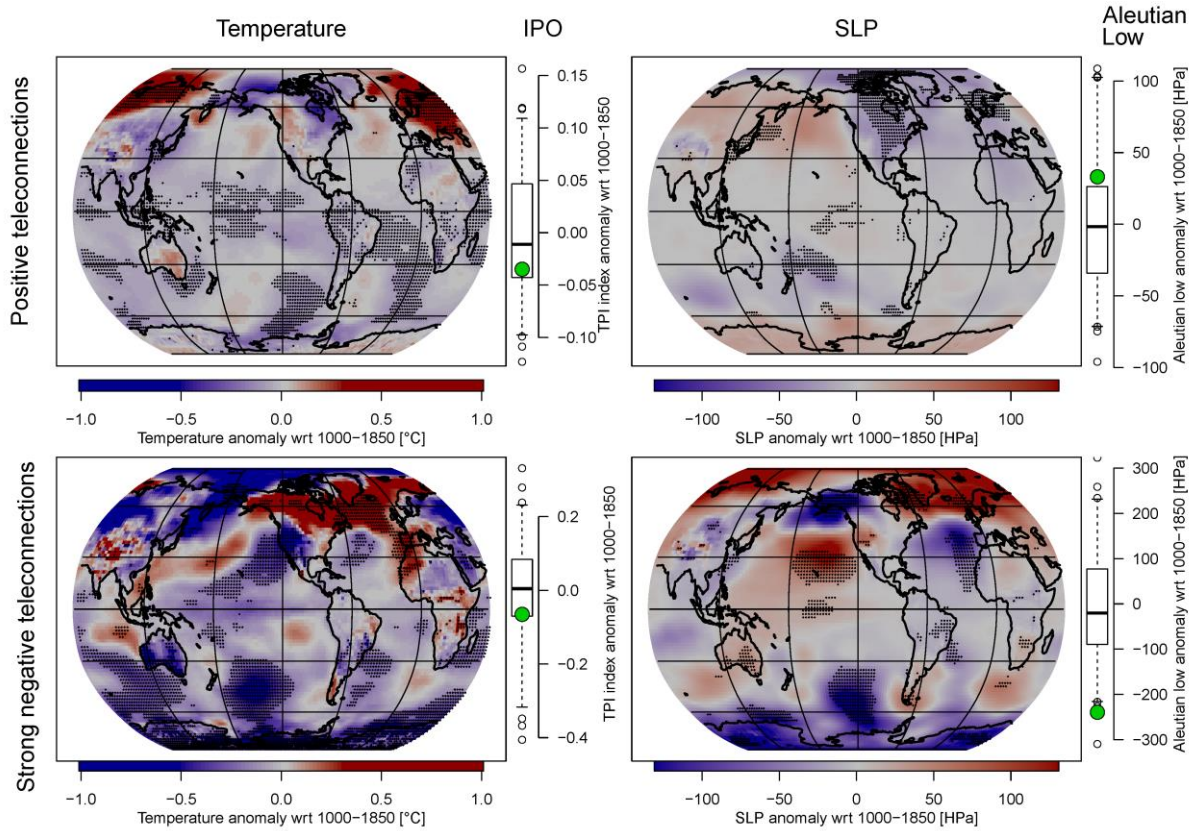 Temperature
IPO
SLP
Aleutian
Low
Positive teleconnections
0.15
0.10
0.05
0.00
−0.05
−0.10
TPI index anomaly wrt 1000−1850
100
50
0
−50
−100
Aleutian low anomaly wrt 1000−1850 [HPa]
−1.0 −0.5 0.0 0.5 1.0
Temperature anomaly wrt 1000−1850 [°C]
−100 −50 0 50 100
SLP anomaly wrt 1000−1850 [HPa]
Strong negative teleconnections
0.2
0.0
−0.2
−0.4
TPI index anomaly wrt 1000−1850
300
200
100
0
−100
−200
−300
Aleutian low anomaly wrt 1000−1850 [HPa]
−1.0 −0.5 0.0 0.5 1.0
Temperature anomaly wrt 1000−1850 [°C]
−100 −50 0 50 100
SLP anomaly wrt 1000−1850 [HPa]